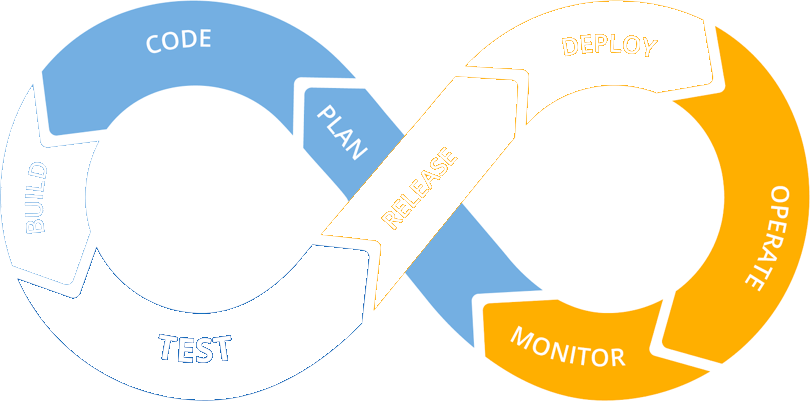 PLAN
CODE
BUILD
TEST
RELEASE
DEPLOY
OPERATE
MONITOR